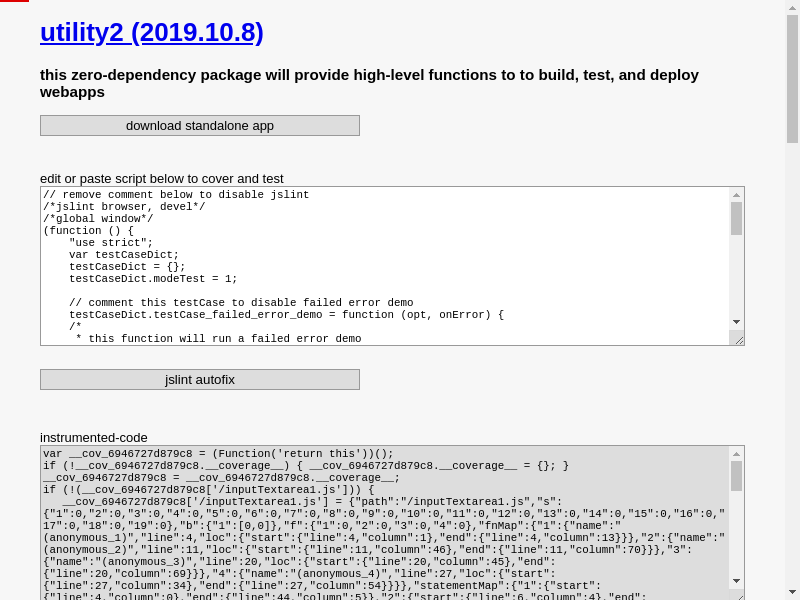 utility2 (2019.10.8)
this zero-dependency package will provide high-level functions to to build, test, and deploy
webapps
download standalone app
edit or paste script below to cover and test
// remove comment below to disable jslint
/*jslint browser, devel*/
/*global window*/
(function () {
    "use strict";
    var testCaseDict;
    testCaseDict = {};
    testCaseDict.modeTest = 1;

    // comment this testCase to disable failed error demo
    testCaseDict.testCase_failed_error_demo = function (opt, onError) {
    /*
     * this function will run a failed error demo
jslint autofix
instrumented-code
var __cov_6946727d879c8 = (Function('return this'))();
if (!__cov_6946727d879c8.__coverage__) { __cov_6946727d879c8.__coverage__ = {}; }
__cov_6946727d879c8 = __cov_6946727d879c8.__coverage__;
if (!(__cov_6946727d879c8['/inputTextarea1.js'])) {
   __cov_6946727d879c8['/inputTextarea1.js'] = {"path":"/inputTextarea1.js","s":
{"1":0,"2":0,"3":0,"4":0,"5":0,"6":0,"7":0,"8":0,"9":0,"10":0,"11":0,"12":0,"13":0,"14":0,"15":0,"16":0,"
17":0,"18":0,"19":0},"b":{"1":[0,0]},"f":{"1":0,"2":0,"3":0,"4":0},"fnMap":{"1":{"name":"
(anonymous_1)","line":4,"loc":{"start":{"line":4,"column":1},"end":{"line":4,"column":13}}},"2":{"name":"
(anonymous_2)","line":11,"loc":{"start":{"line":11,"column":46},"end":{"line":11,"column":70}}},"3":
{"name":"(anonymous_3)","line":20,"loc":{"start":{"line":20,"column":45},"end":
{"line":20,"column":69}}},"4":{"name":"(anonymous_4)","line":27,"loc":{"start":
{"line":27,"column":34},"end":{"line":27,"column":54}}}},"statementMap":{"1":{"start":
{"line":4,"column":0},"end":{"line":44,"column":5}},"2":{"start":{"line":6,"column":4},"end":